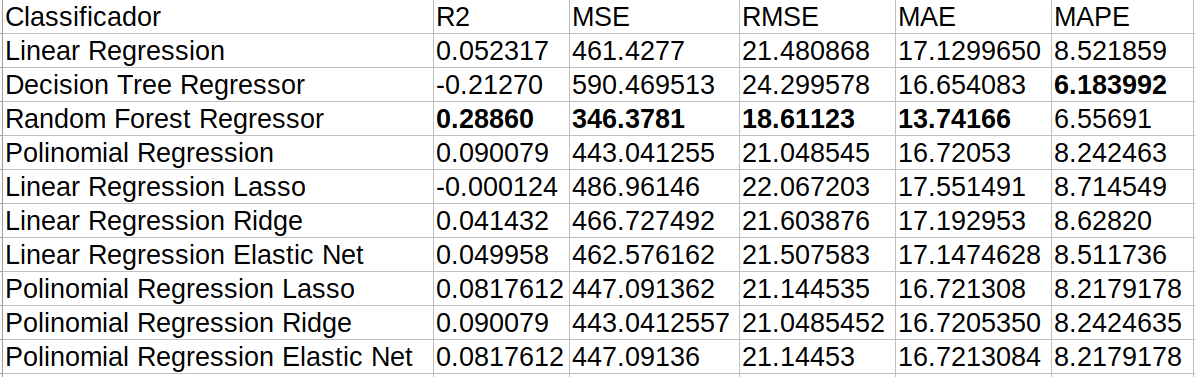 Classificador R2 MSE RMSE MAE MAPE
Linear Regression 0.052317 461.4277 21.480868 17.1299650 8.521859
Decision Tree Regressor -0.21270 590.469513 24.299578 16.654083 6.183992
Random Forest Regressor 0.28860 346.3781 18.61123 13.74166 6.55691
Polinomial Regression 0.090079 443.041255 21.048545 16.72053 8.242463
Linear Regression Lasso -0.000124 486.96146 22.067203 17.551491 8.714549
Linear Regression Ridge 0.041432 466.727492 21.603876 17.192953 8.62820
Linear Regression Elastic Net 0.049958 462.576162 21.507583 17.1474628 8.511736
Polinomial Regression Lasso 0.0817612 447.091362 21.144535 16.721308 8.2179178
Polinomial Regression Ridge 0.090079 443.0412557 21.0485452 16.7205350 8.2424635
Polinomial Regression Elastic Net 0.0817612 447.09136 21.14453 16.7213084 8.2179178